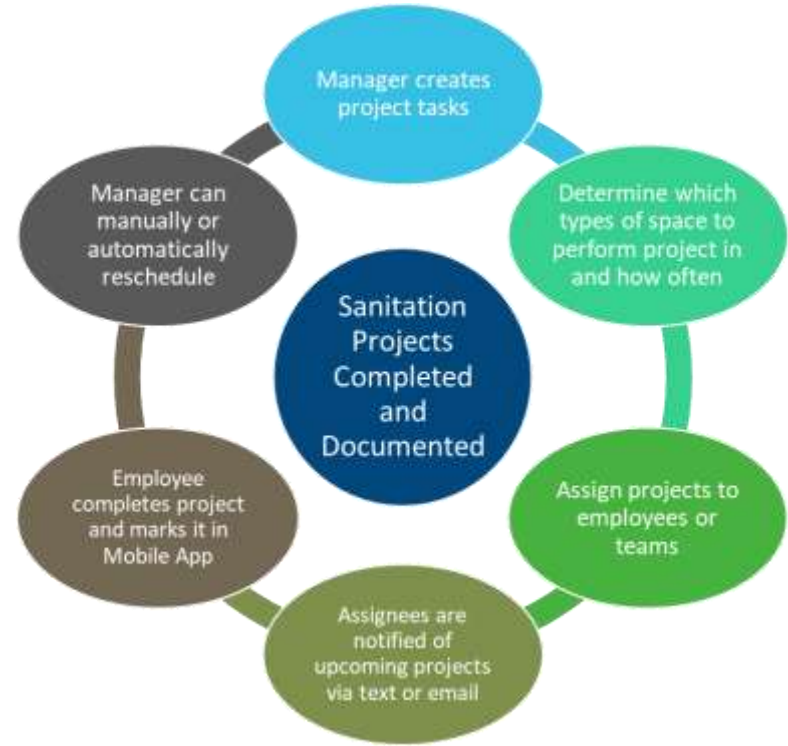 Manager creates
project tasks
Determine which
types of space to
perform project in
and how often
Assign projects to
employees or
teams
Assignees are
notified of
upcoming projects
via text or email
Employee
completes project
and marks it in
Mobile App
Manager can
manually or
automatically
reschedule
Sanitation
Projects
Completed
and
Documented